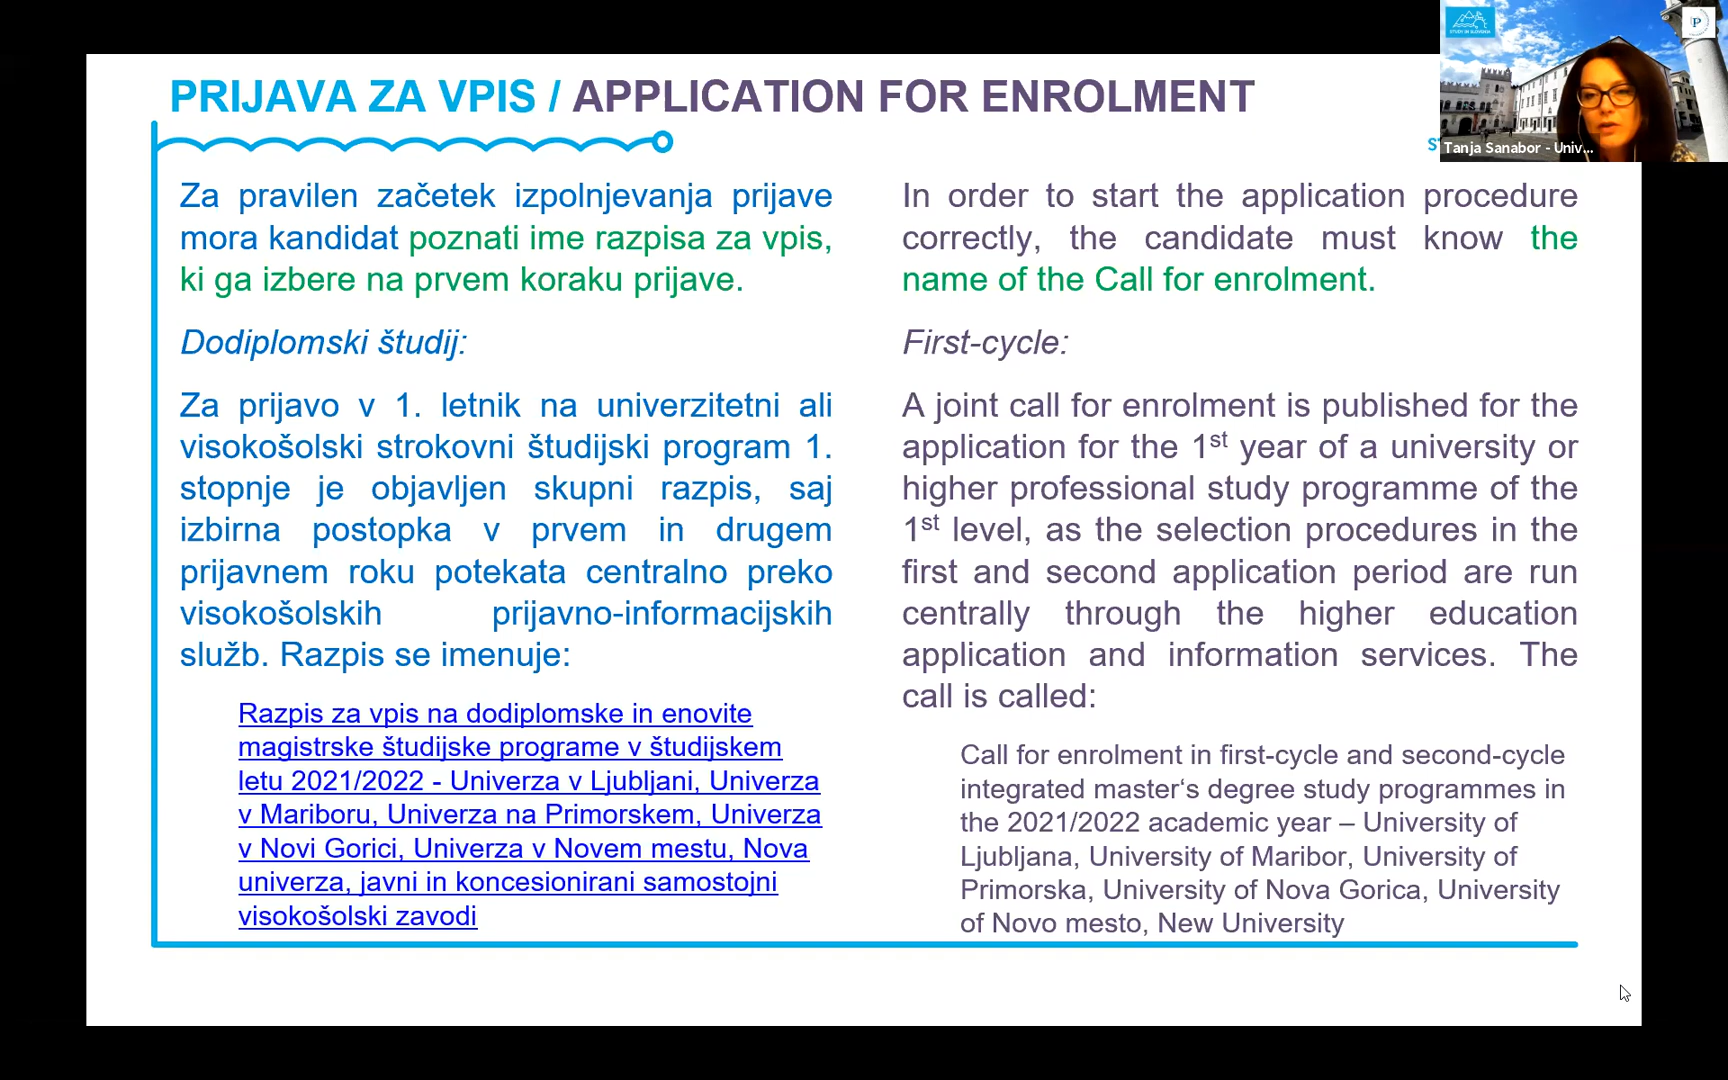 PRIJAVA ZA VPIS / APPLICATION FOR ENROLMENT
Za pravilen začetek izpolnjevanja prijave
mora kandidat poznati ime razpisa za vpis,
ki ga izbere na prvem koraku prijave.
Dodiplomski študij:
Za prijavo v 1. letnik na univerzitetni ali
visokošolski strokovni študijski program 1.
stopnje je objavljen skupni razpis, saj
izbirna postopka v prvem in drugem
prijavnem roku potekata centralno preko
visokošolskih prijavno-informacijskih
služb. Razpis se imenuje:
Razpis za vpis na dodiplomske in enovite
magistrske študijske programe v študijskem
letu 2021/2022 - Univerza v Ljubljani, Univerza
v Mariboru, Univerza na Primorskem, Univerza
v Novi Gorici, Univerza v Novem mestu, Nova
univerza, javni in koncesionirani samostojni
visokošolski zavodi
In order to start the application procedure
correctly, the candidate must know the
name of the Call for enrolment.
First-cycle:
A joint call for enrolment is published for the
application for the 1st year of a university or
higher professional study programme of the
1st level, as the selection procedures in the
first and second application period are run
centrally through the higher education
application and information services. The
call is called:
Call for enrolment in first-cycle and second-cycle
integrated master‘s degree study programmes in
the 2021/2022 academic year – University of
Ljubljana, University of Maribor, University of
Primorska, University of Nova Gorica, University
of Novo mesto, New University
STUDY IN SLOVENIA
P
Tanja Sanabor - Univ...